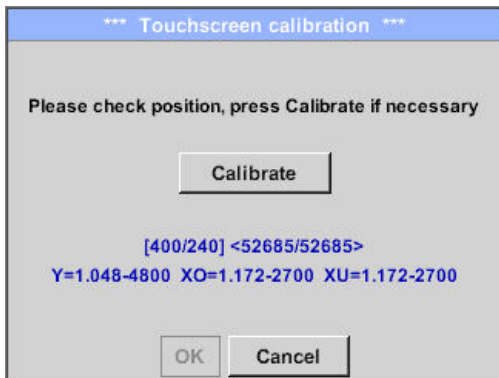 *** Touchscreen calibration ***
Please check position, press Calibrate if necessary
Calibrate
[400/240] <52685/52685>
Y=1.048-4800 XO=1.172-2700 XU=1.172-2700
OK Cancel